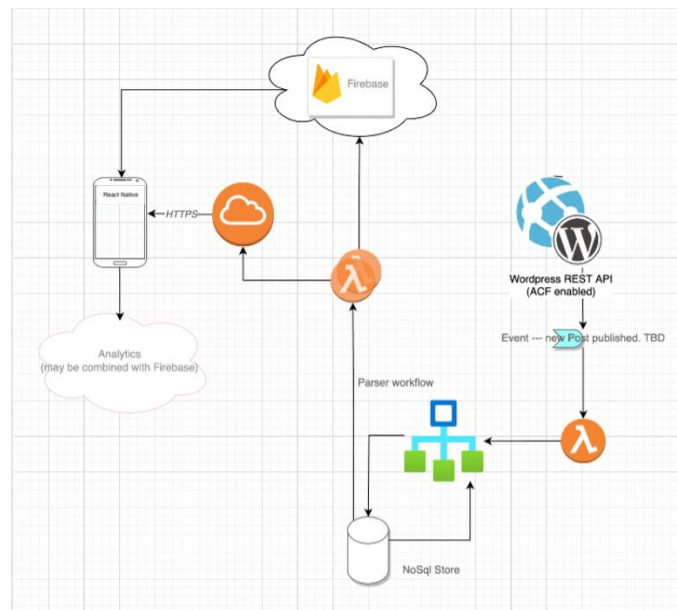 Firebase
React Native
HTTPS
Wordpress REST API
(ACF enabled)
Event --- new Post published. TBD
Analytics
(may be combined with Firebase)
Parser workflow
NoSql Store